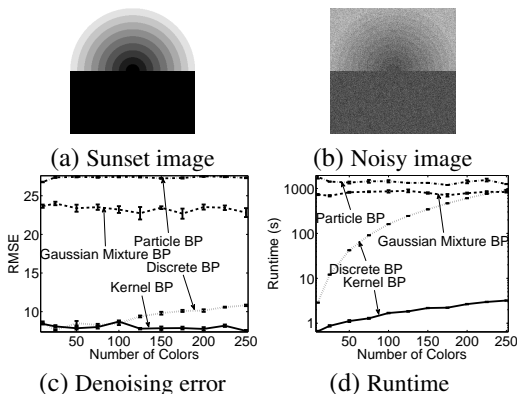 (a) Sunset image
(b) Noisy image
25
20
15
10
RMSE
Gaussian Mixture BP
Particle BP
Discrete BP
Kernel BP
50 100 150 200 250
Number of Colors
(c) Denoising error
1000
100
10
1
Runtime (s)
Particle BP
Gaussian Mixture BP
Discrete BP
Kernel BP
50 100 150 200 250
Number of Colors
(d) Runtime